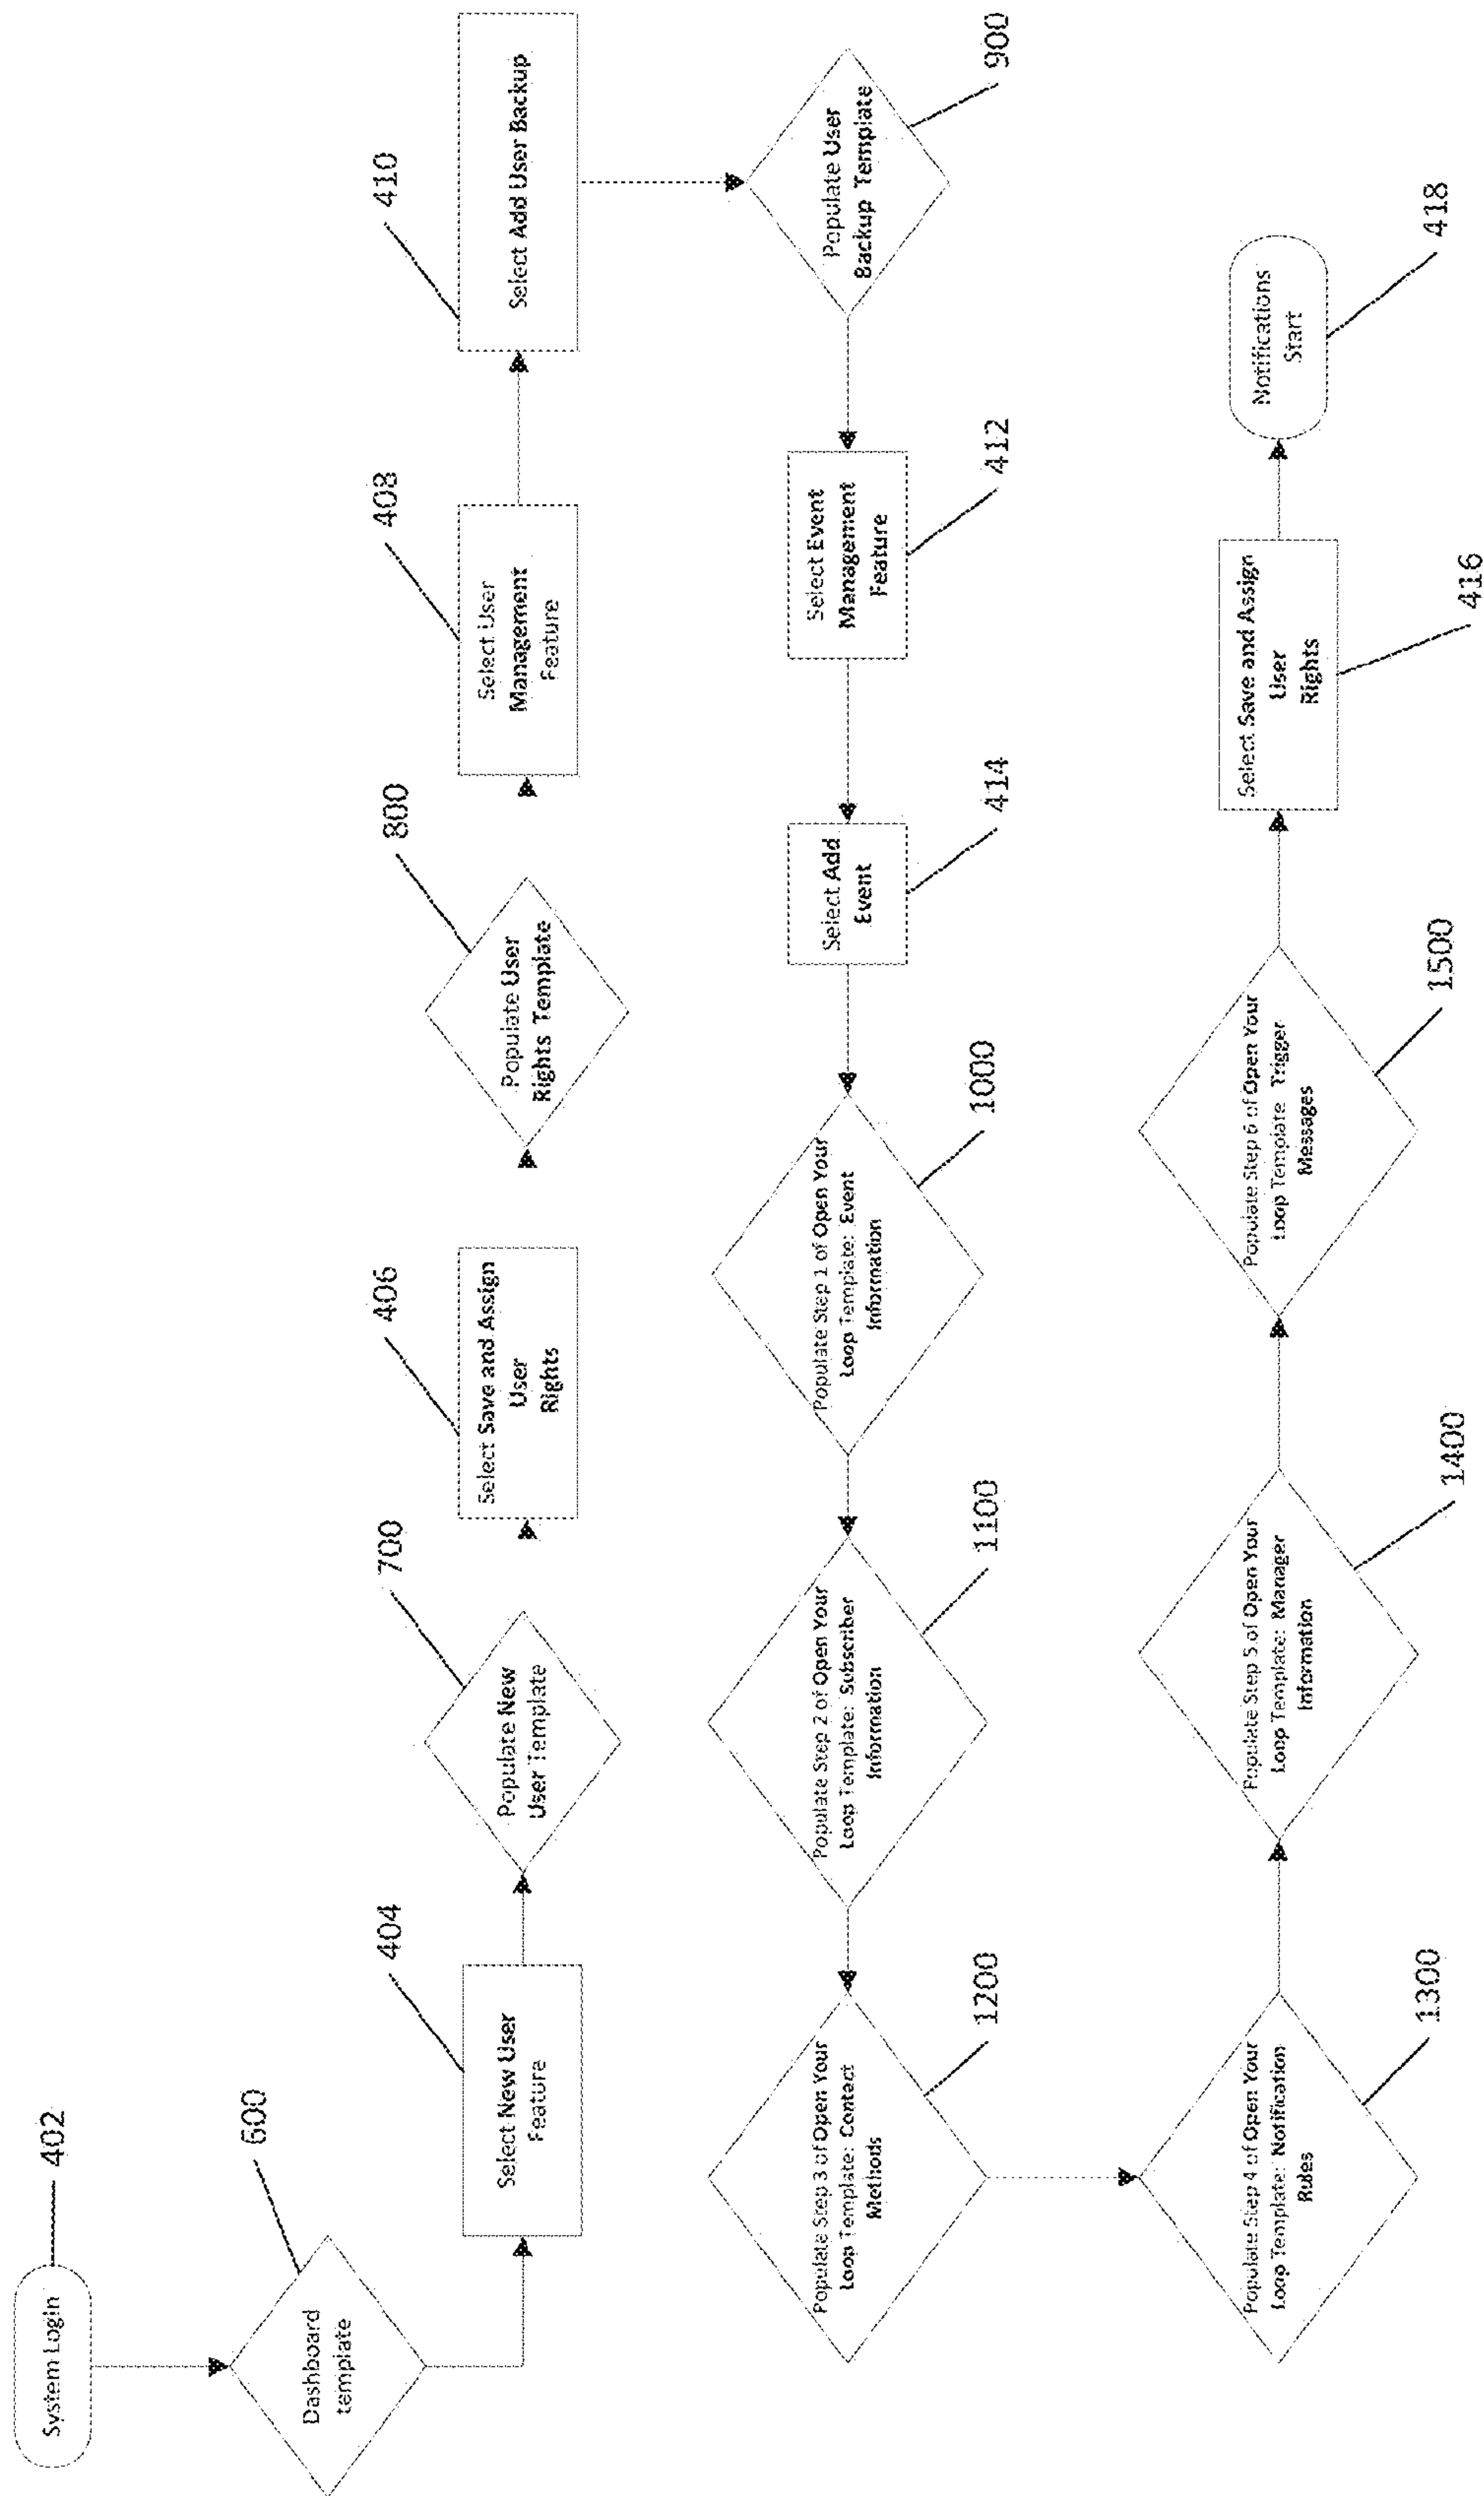 System Login
402
Dashboard
template
600
Select New User
Feature
404
Populate New
User Template
700
Select Save and Assign
User
Rights
406
Populate User
Rights Template
800
Select User
Management
Feature
408
Select Add User Backup
410
Populate User
Backup Template
900
Select Event
Management
Feature
412
Select Add
Event
414
Populate Step 1 of Open Your
Loop Template: Event
Information
1000
Populate Step 2 of Open Your
Loop Template: Subscriber
Information
1100
Populate Step 3 of Open Your
Loop Template: Contact
Methods
1200
Populate Step 4 of Open Your
Loop Template: Notification
Rules
1300
Populate Step 5 of Open Your
Loop Template: Manager
Information
1400
Populate Step 6 of Open Your
Loop Template Trigger
Messages
1500
Select Save and Assign
User
Rights
416
Notifications
Start
418